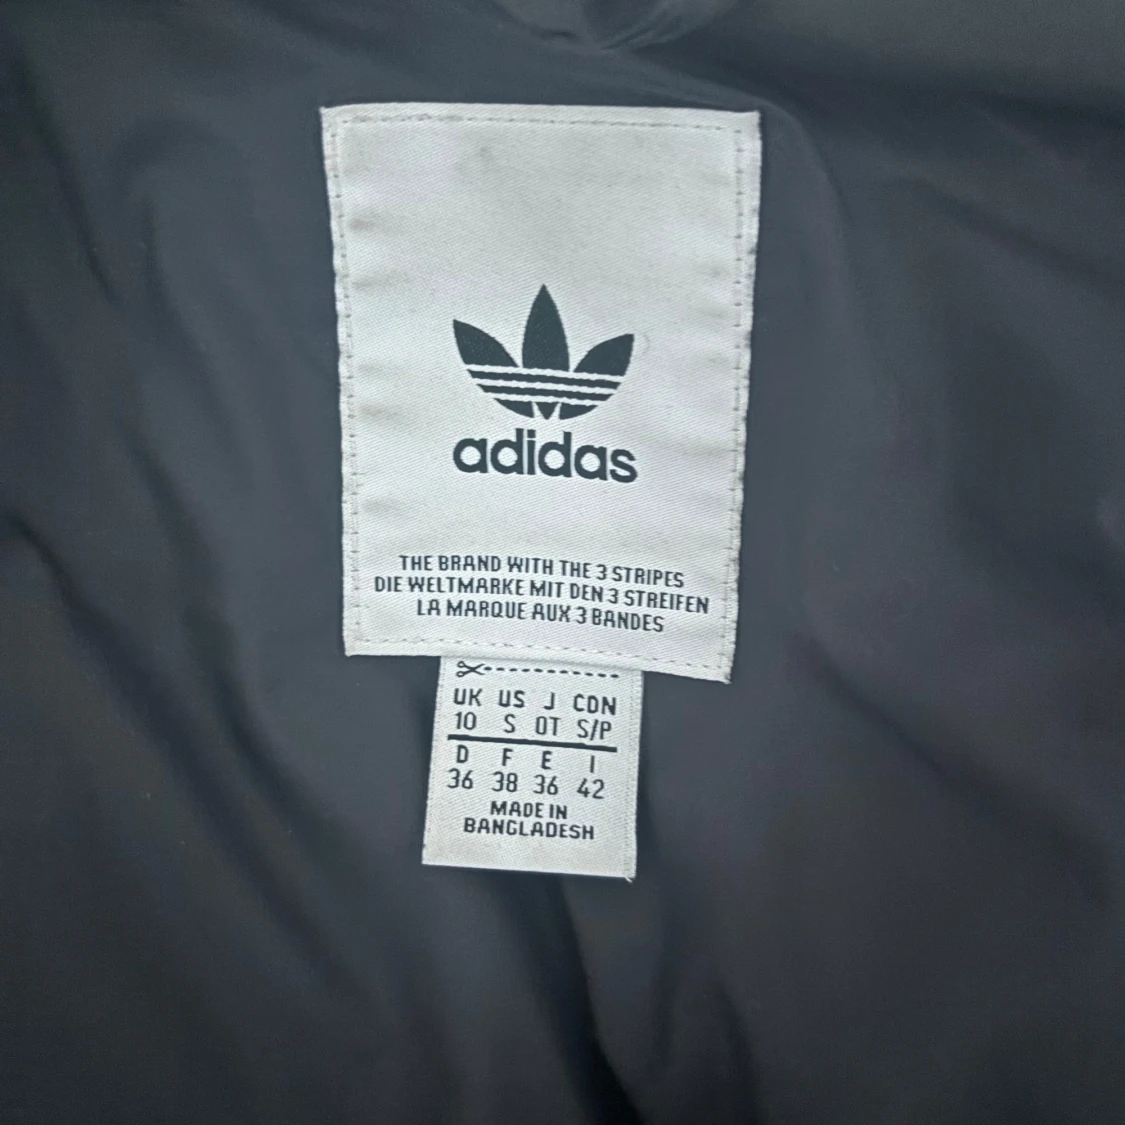 adidas
THE BRAND WITH THE 3 STRIPES
DIE WELTMARKE MIT DEN 3 STREIFEN
LA MARQUE AUX 3 BANDES
UK US J CDN
10 S OT S/P
D F E I
36 38 36 42
MADE IN
BANGLADESH